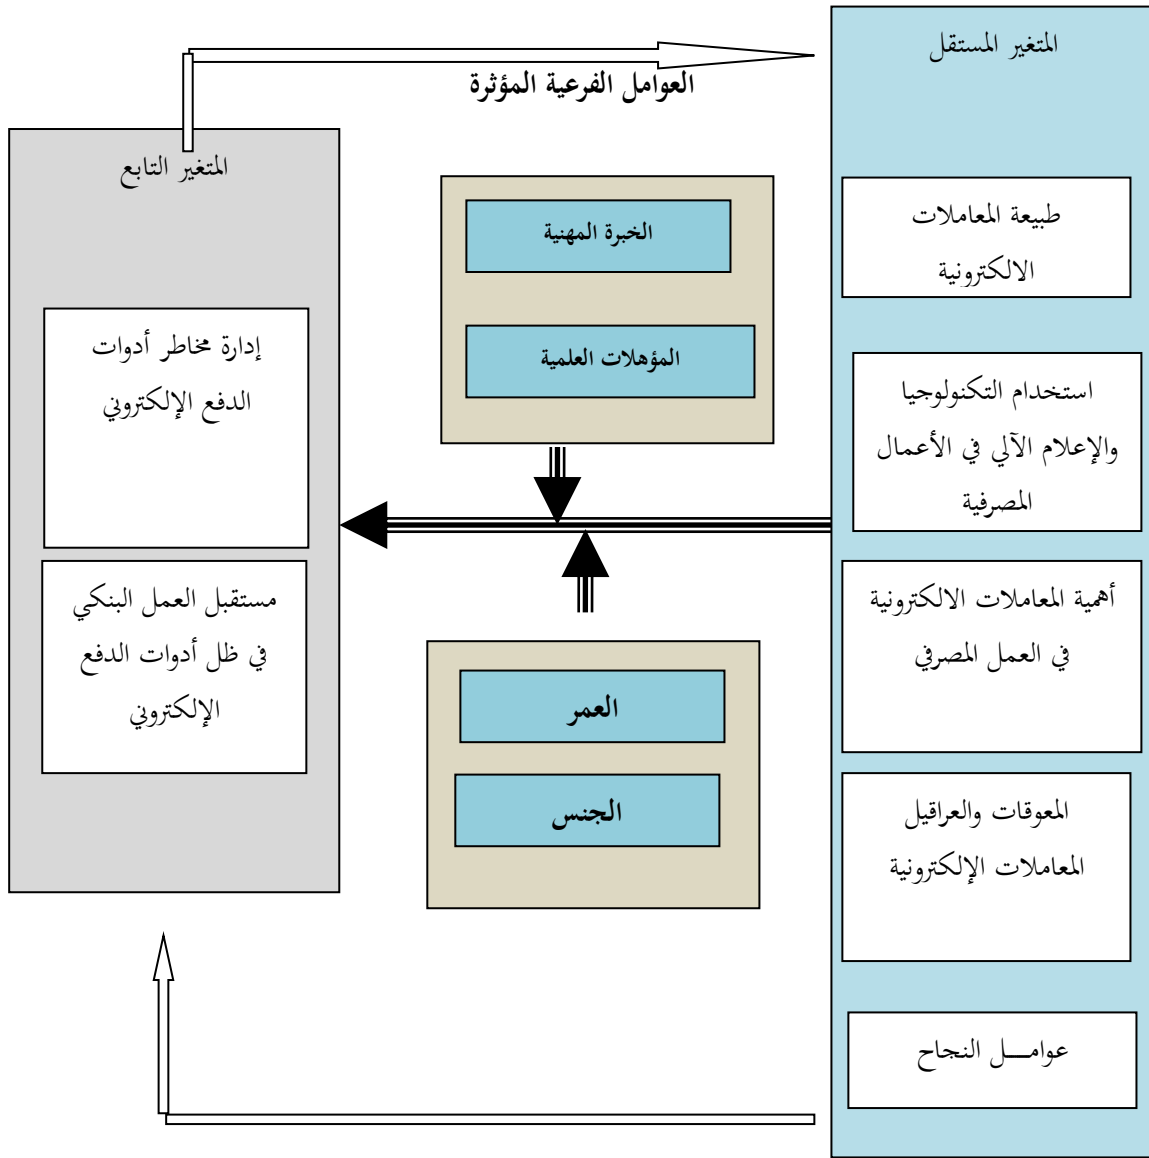 المتغير المستقل
طبيعة المعاملات
الالكترونية
استخدام التكنولوجيا
والإعلام الآلي في الأعمال
المصرفية
أهمية المعاملات الالكترونية
في العمل المصرفي
المعوقات والعراقيل
المعاملات الإلكترونية
عوامــــل النجاح
العوامل الفرعية المؤثرة
الخبرة المهنية
المؤهلات العلمية
العمر
الجنس
المتغير التابع
إدارة مخاطر أدوات
الدفع الإلكتروني
مستقبل العمل البنكي
في ظل أدوات الدفع
الإلكتروني